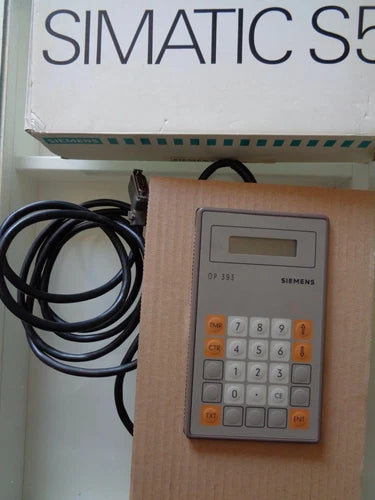 SIMATIC S5
SIEMENS
OP 393
SIEMENS
TMR 7 8 9
CTR 4 5 6
1 2 3
0 . CE
TXT ENT